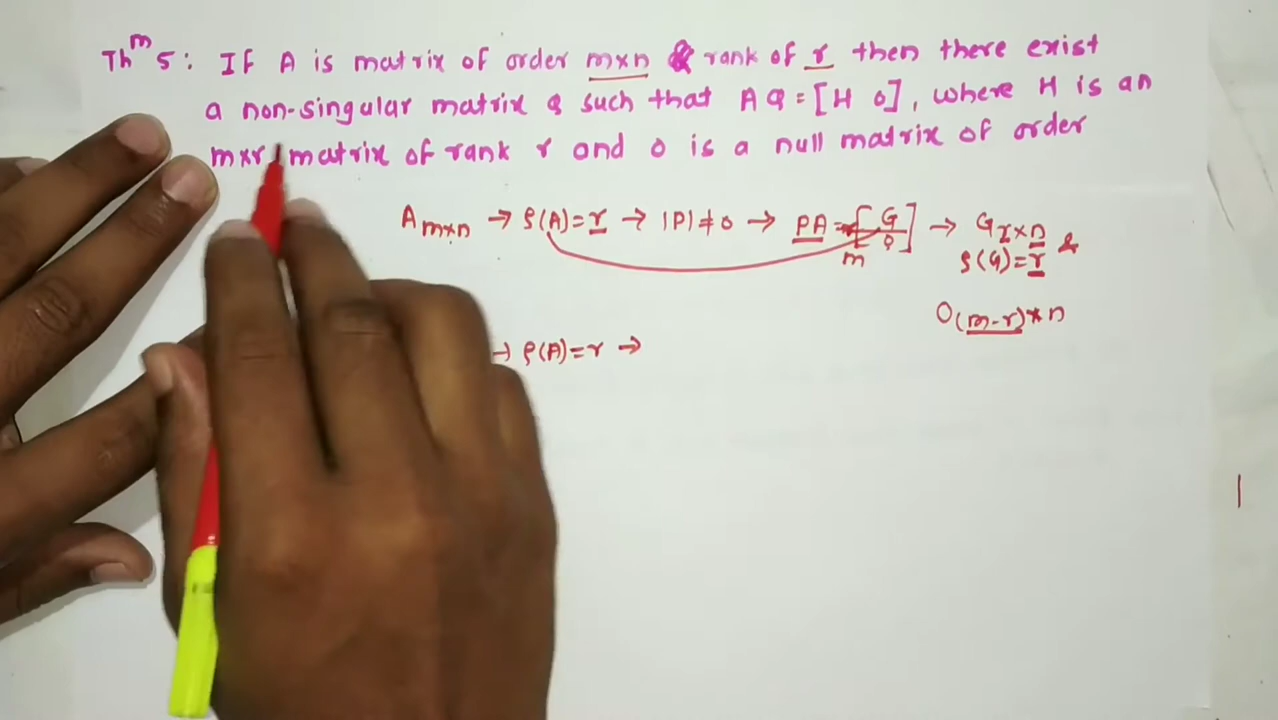 Thm 5: If A is matrix of order m×n & rank of r then there exist
a non-singular matrix Q such that AQ = [H 0], where H is an
m×r matrix of rank r and 0 is a null matrix of order
A m×n → ρ(A)=r → |P|≠0 → PA = [G/0] → G r×n &
m ρ(G)=r
O(m-r)*n
→ ρ(A)=r →